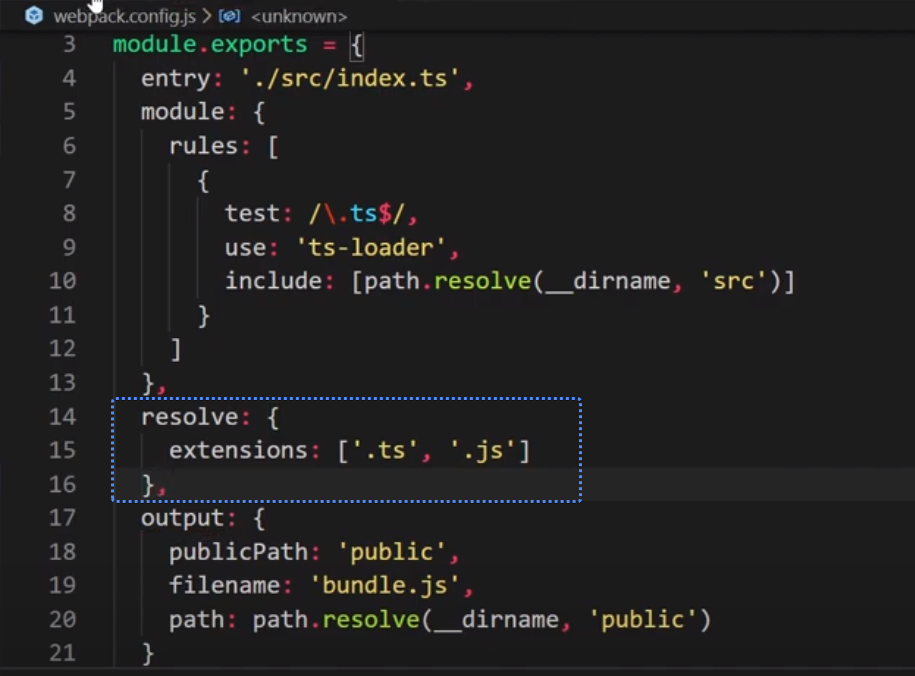 webpack.config.js > <unknown>
3 module.exports = {
4 entry: './src/index.ts',
5 module: {
6 rules: [
7 {
8 test: /\.ts$/,
9 use: 'ts-loader',
10 include: [path.resolve(__dirname, 'src')]
11 }
12 ]
13 },
14 resolve: {
15 extensions: ['.ts', '.js']
16 },
17 output: {
18 publicPath: 'public',
19 filename: 'bundle.js',
20 path: path.resolve(__dirname, 'public')
21 }